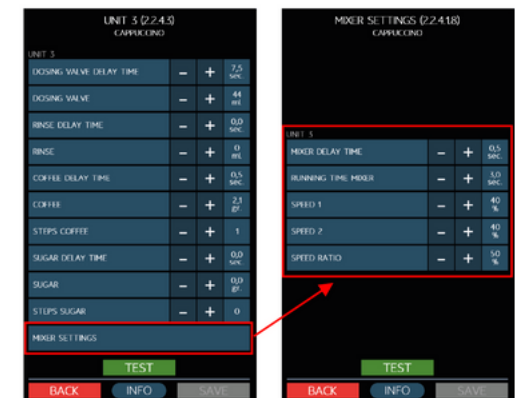 UNIT 3 (2.2.4.3)
CAPPUCCINO
UNIT 3
DOSING VALVE DELAY TIME - + 7,5 sec.
DOSING VALVE - + 44 ml.
RINSE DELAY TIME - + 0,0 sec.
RINSE - + 0 ml.
COFFEE DELAY TIME - + 0,5 sec.
COFFEE - + 2,1 gr.
STEPS COFFEE - + 1
SUGAR DELAY TIME - + 0,0 sec.
SUGAR - + 0,0 gr.
STEPS SUGAR - + 0
MIXER SETTINGS
TEST
BACK INFO SAVE
MIXER SETTINGS (2.2.4.1.8)
CAPPUCCINO
UNIT 3
MIXER DELAY TIME - + 0,5 sec.
RUNNING TIME MIXER - + 3,0 sec.
SPEED 1 - + 40 %
SPEED 2 - + 40 %
SPEED RATIO - + 50 %
TEST
BACK INFO SAVE